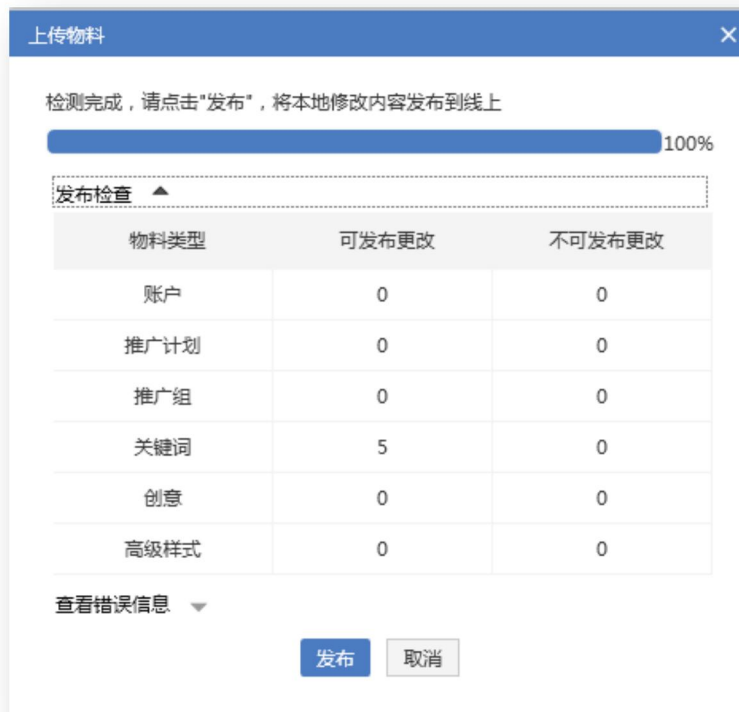 上传物料
检测完成，请点击"发布"，将本地修改内容发布到线上
100%
发布检查
物料类型 可发布更改 不可发布更改
账户 0 0
推广计划 0 0
推广组 0 0
关键词 5 0
创意 0 0
高级样式 0 0
查看错误信息
发布 取消